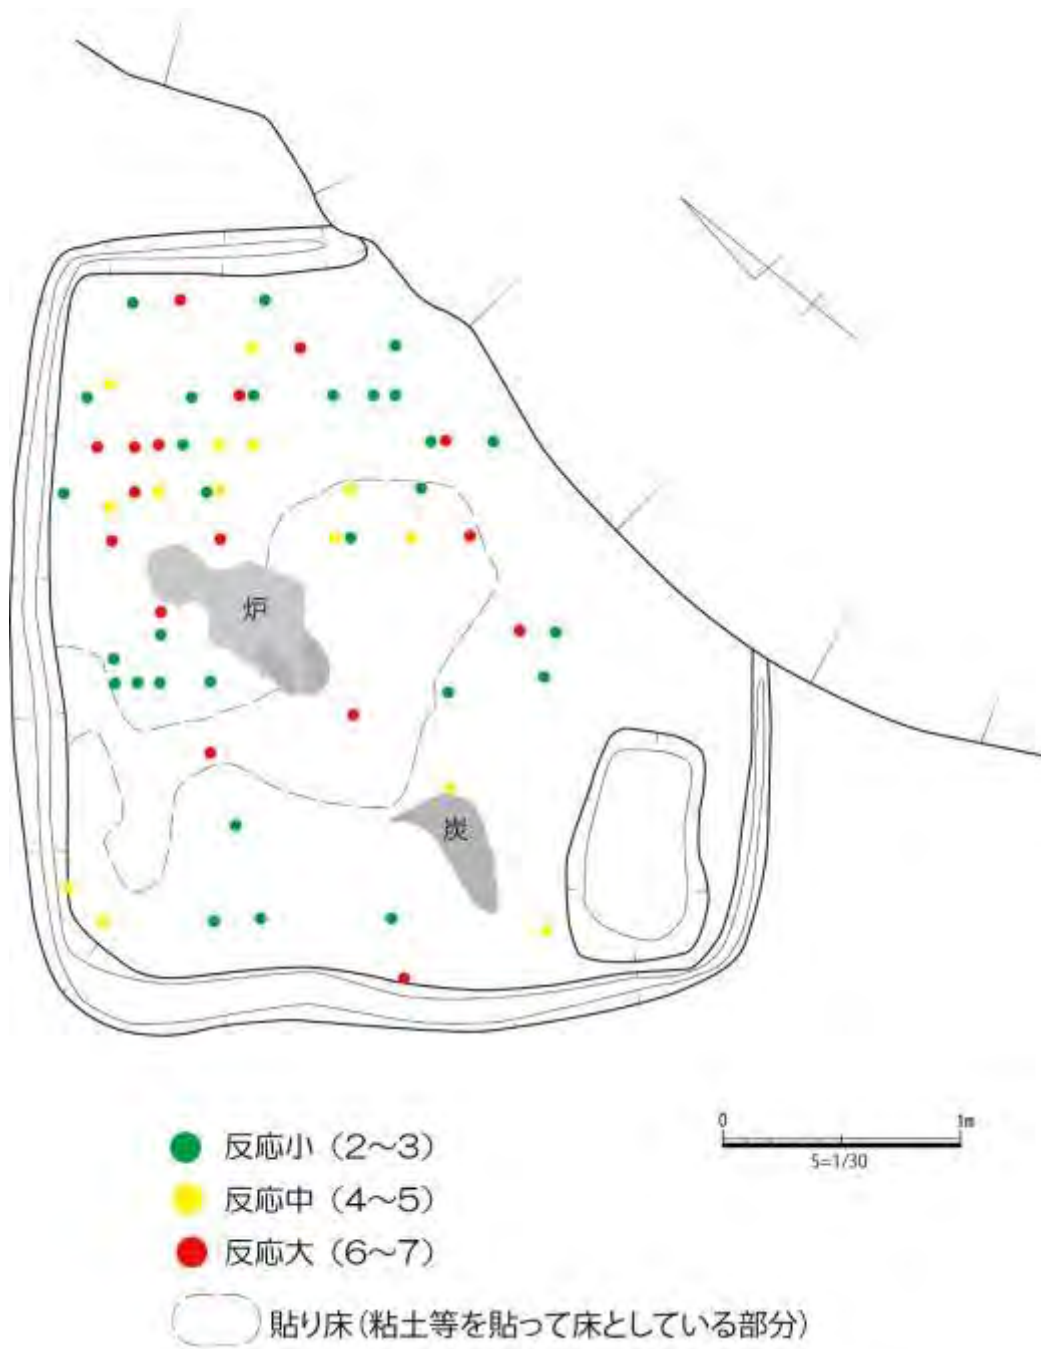 炉
炭
0 1m
S=1/30
反応小（2～3）
反応中（4～5）
反応大（6～7）
貼り床（粘土等を貼って床としている部分）